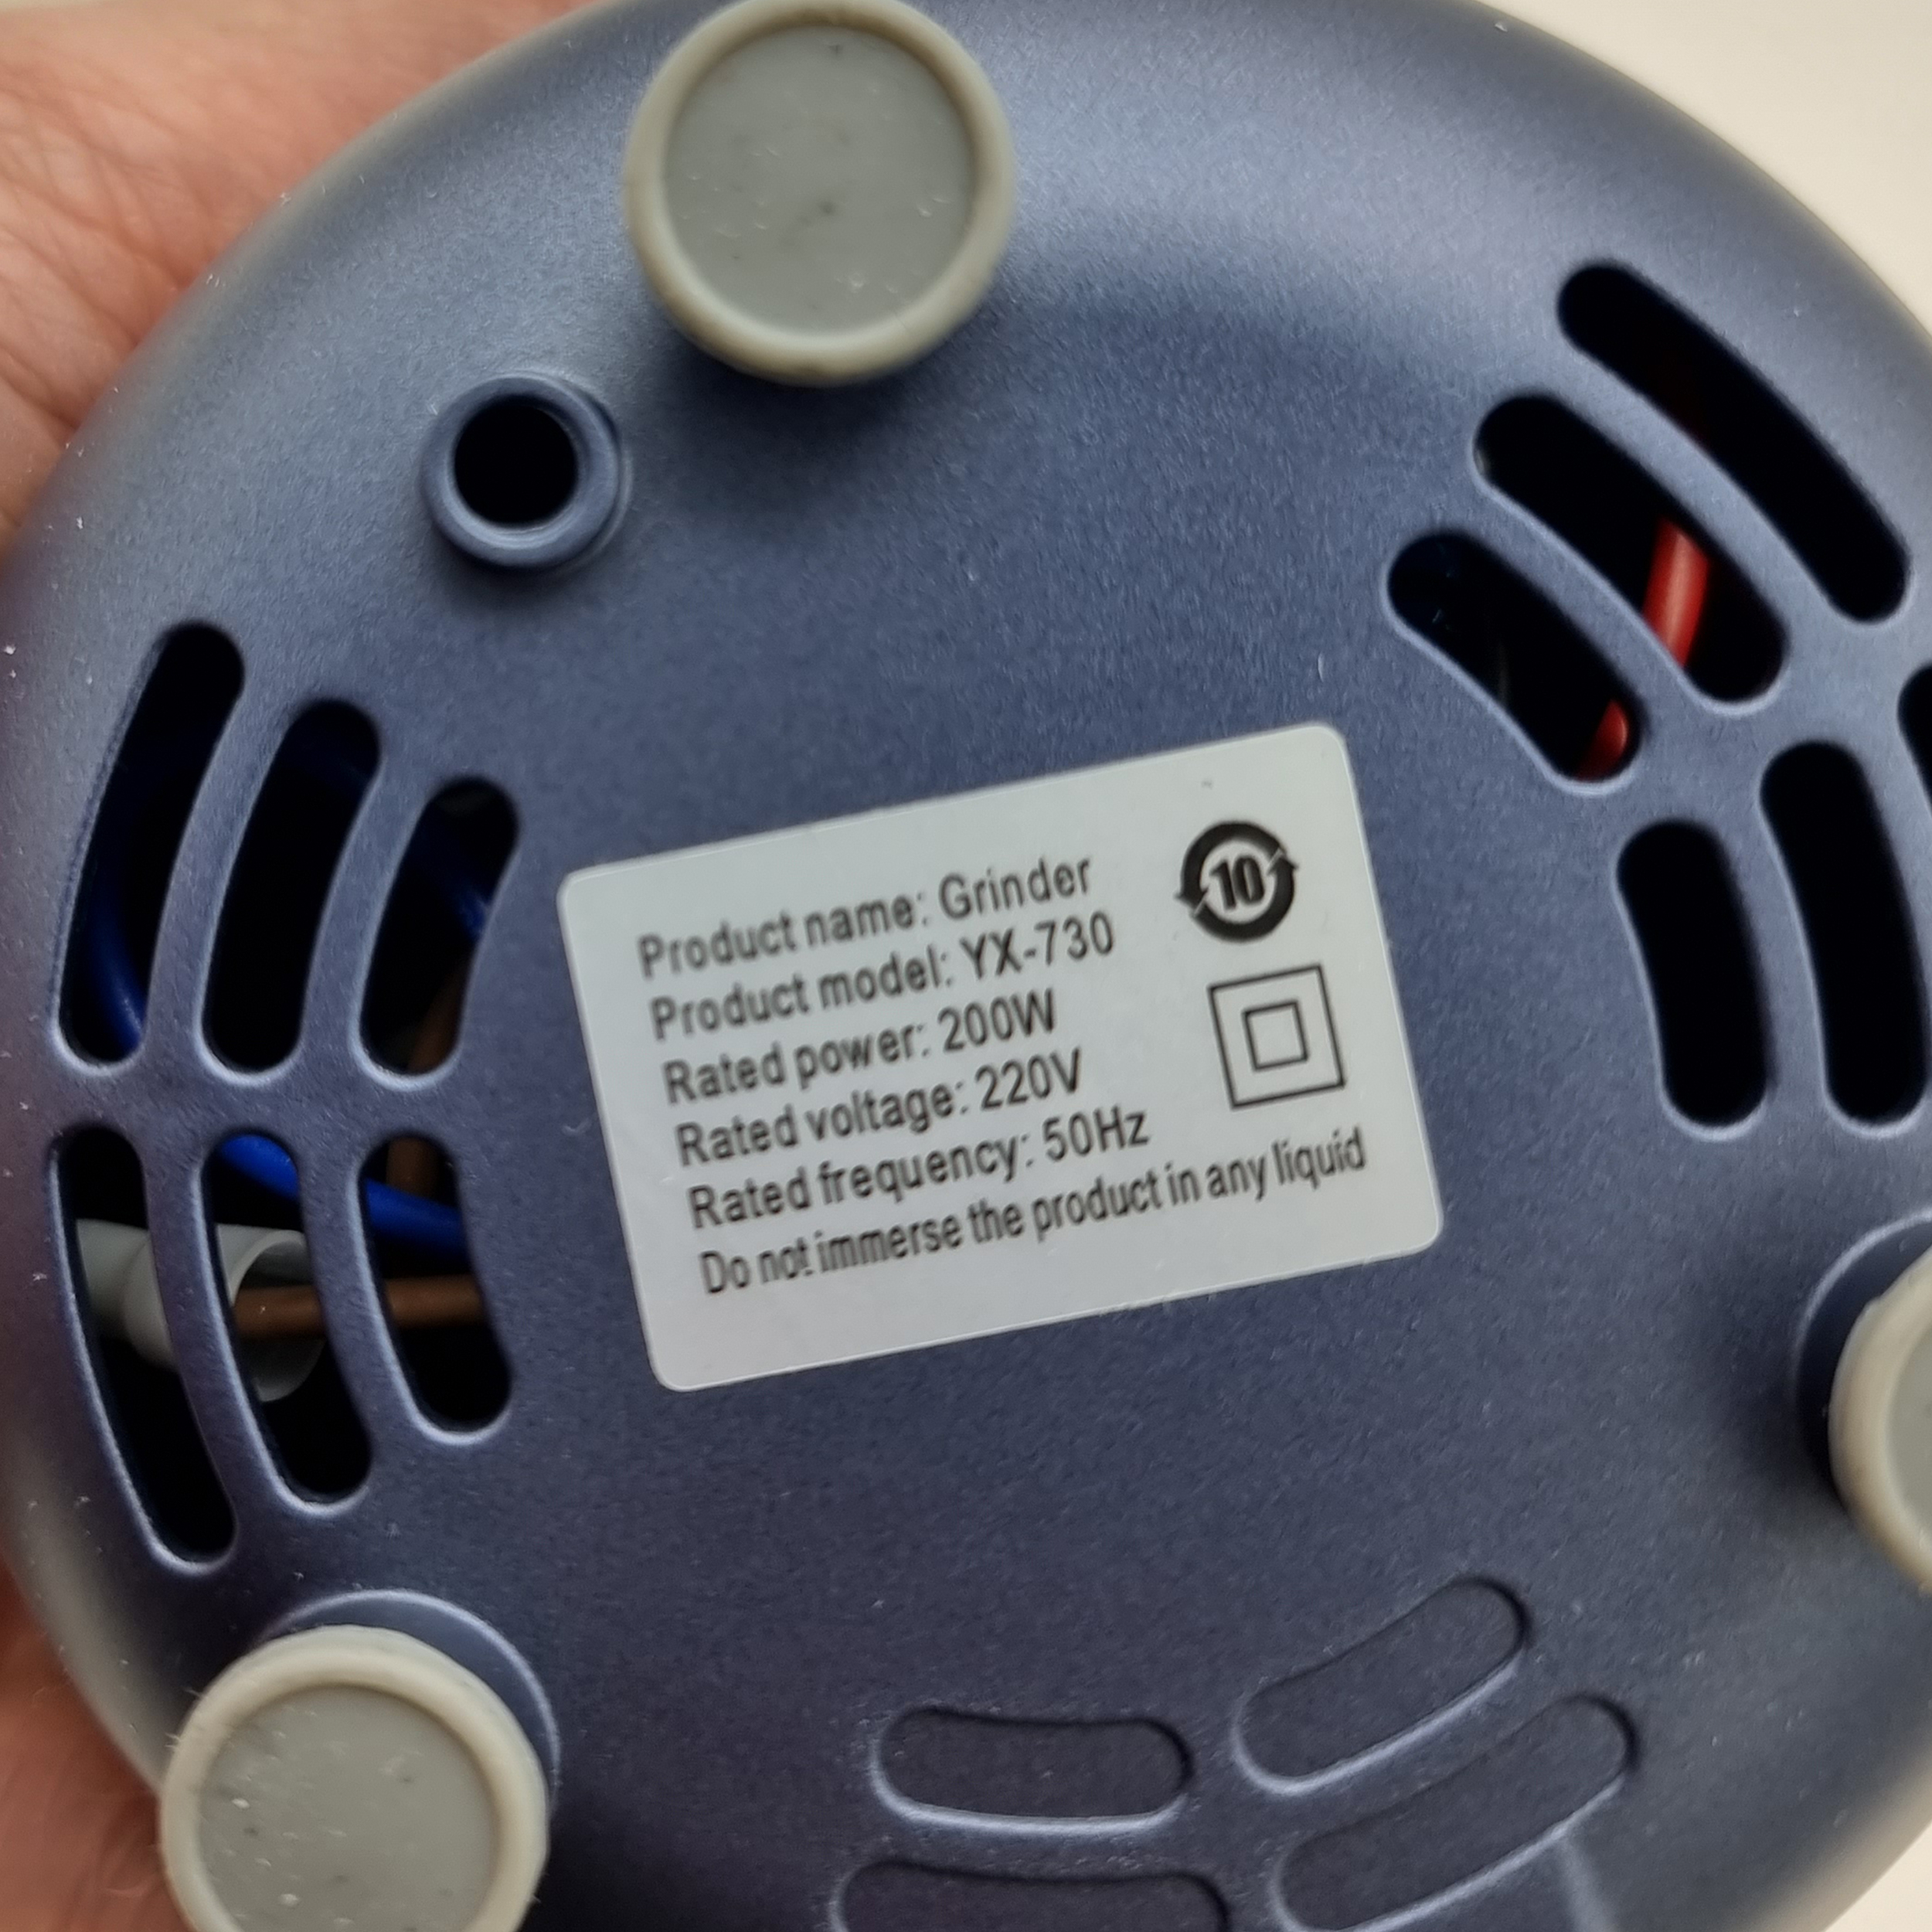 Product name: Grinder
Product model: YX-730
Rated power: 200W
Rated voltage: 220V
Rated frequency: 50Hz
Do not immerse the product in any liquid
10